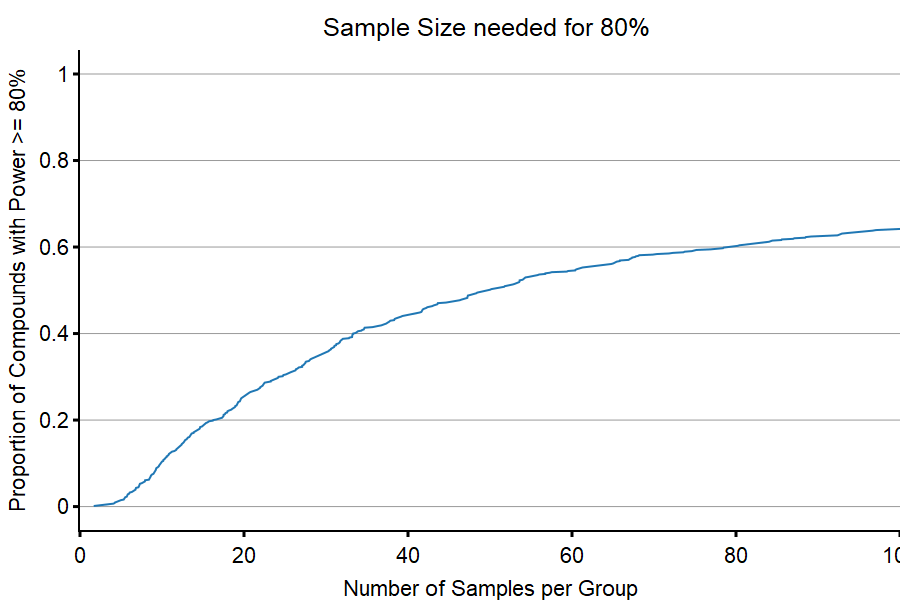 Sample Size needed for 80%
Proportion of Compounds with Power >= 80%
1
0.8
0.6
0.4
0.2
0
0 20 40 60 80 10
Number of Samples per Group